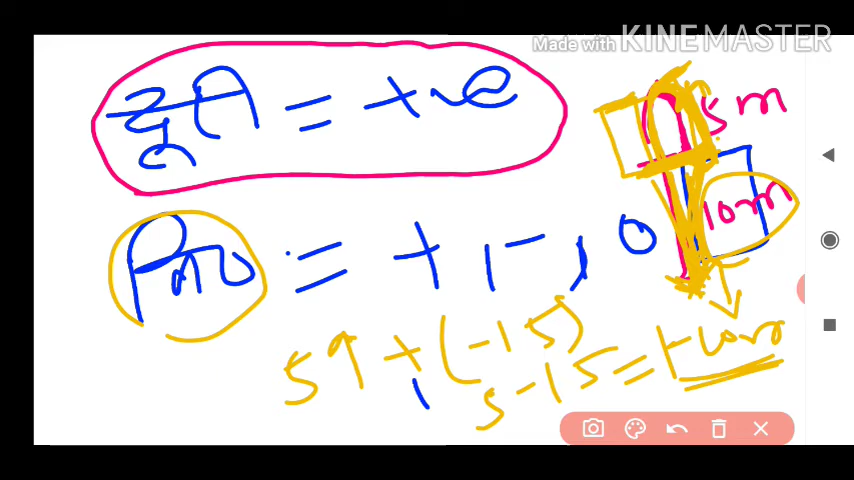 Made with KINEMASTER
दूरी = +ve
5m
10m
= + , - , 0
5 + (-15)
5-15 = -10m